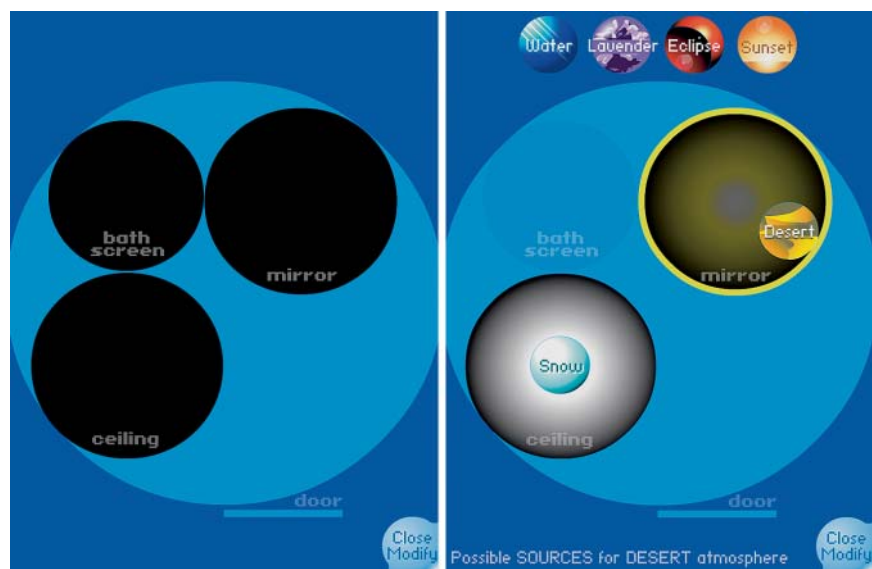 bath
screen
mirror
ceiling
door
Close
Modify
Water
Lavender
Eclipse
Sunset
bath
screen
Desert
mirror
Snow
ceiling
door
Close
Modify
Possible SOURCES for DESERT atmosphere